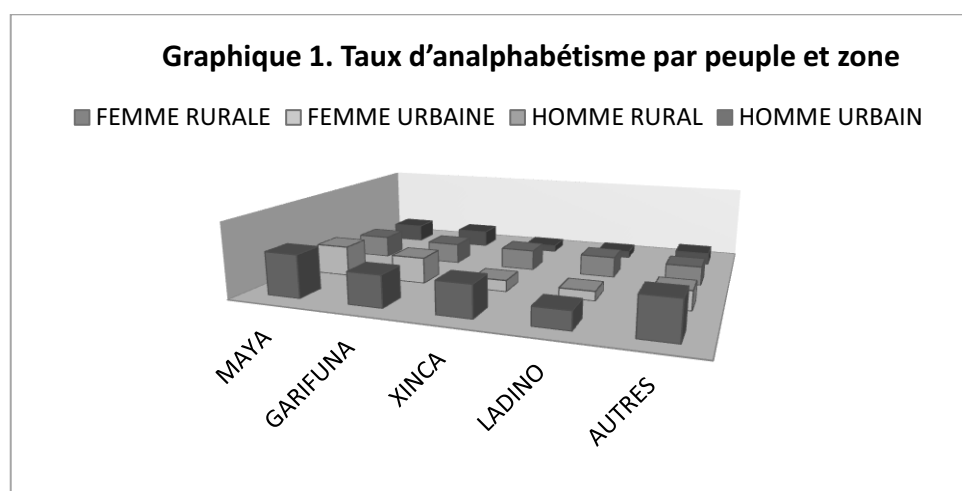 Graphique 1. Taux d’analphabétisme par peuple et zone
FEMME RURALE FEMME URBAINE HOMME RURAL HOMME URBAIN
MAYA
GARIFUNA
XINCA
LADINO
AUTRES